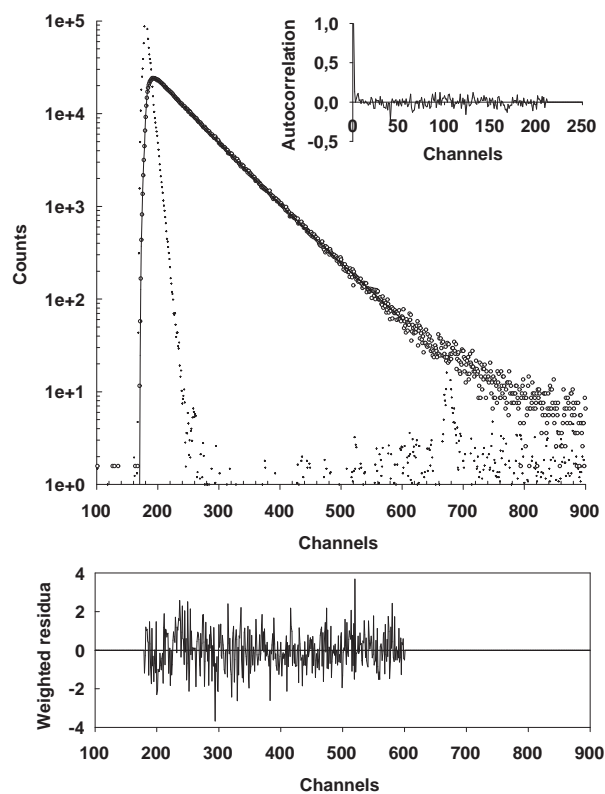 1e+5
1e+4
1e+3
1e+2
1e+1
1e+0
Counts
100 200 300 400 500 600 700 800 900
Channels
1,0
0,5
0,0
-0,5
Autocorrelation
0 50 100 150 200 250
Channels
4
2
0
-2
-4
Weighted residua
100 200 300 400 500 600 700 800 900
Channels